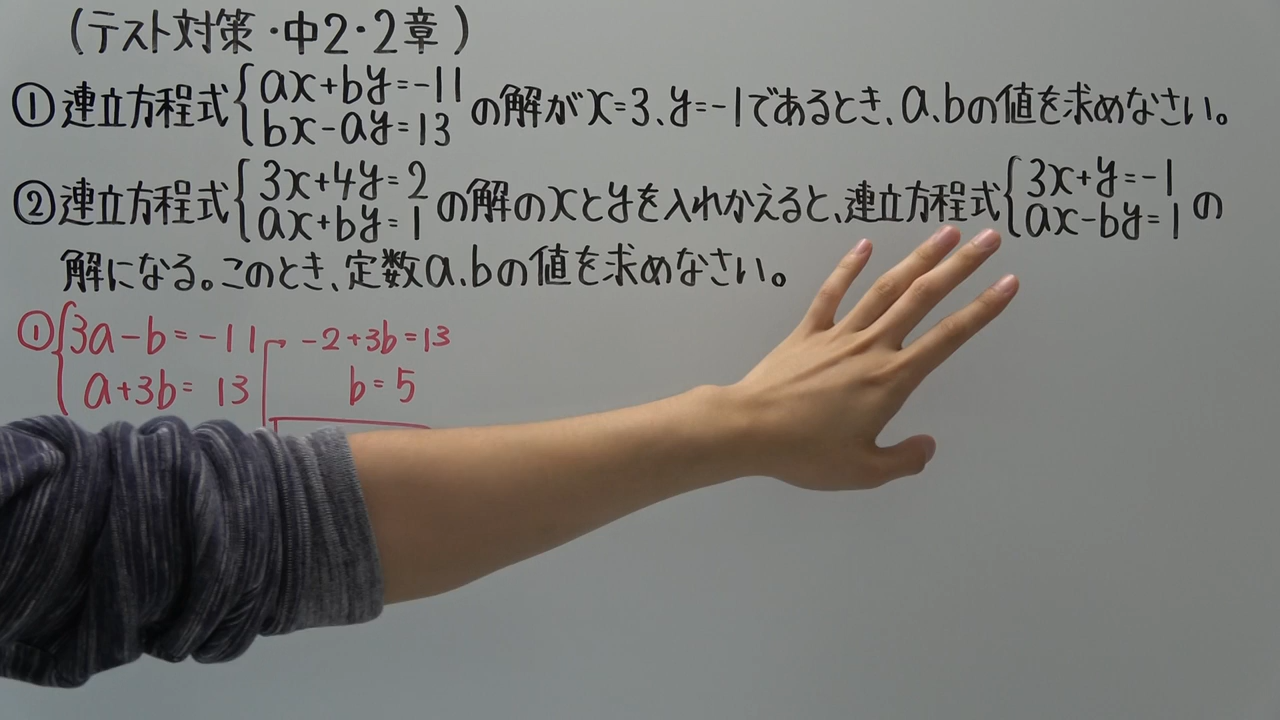 (テスト対策・中2・2章)
①連立方程式{ax+by=-11 bx-ay=13 の解がx=3、y=-1であるとき、a.bの値を求めなさい。
②連立方程式{3x+4y=2 ax+by=1 の解のxとyを入れかえると、連立方程式{3x+y=-1 ax-by=1 の
解になる。このとき、定数a.bの値を求めなさい。
①{3a-b=-11 → -2+3b=13
a+3b=13 b=5